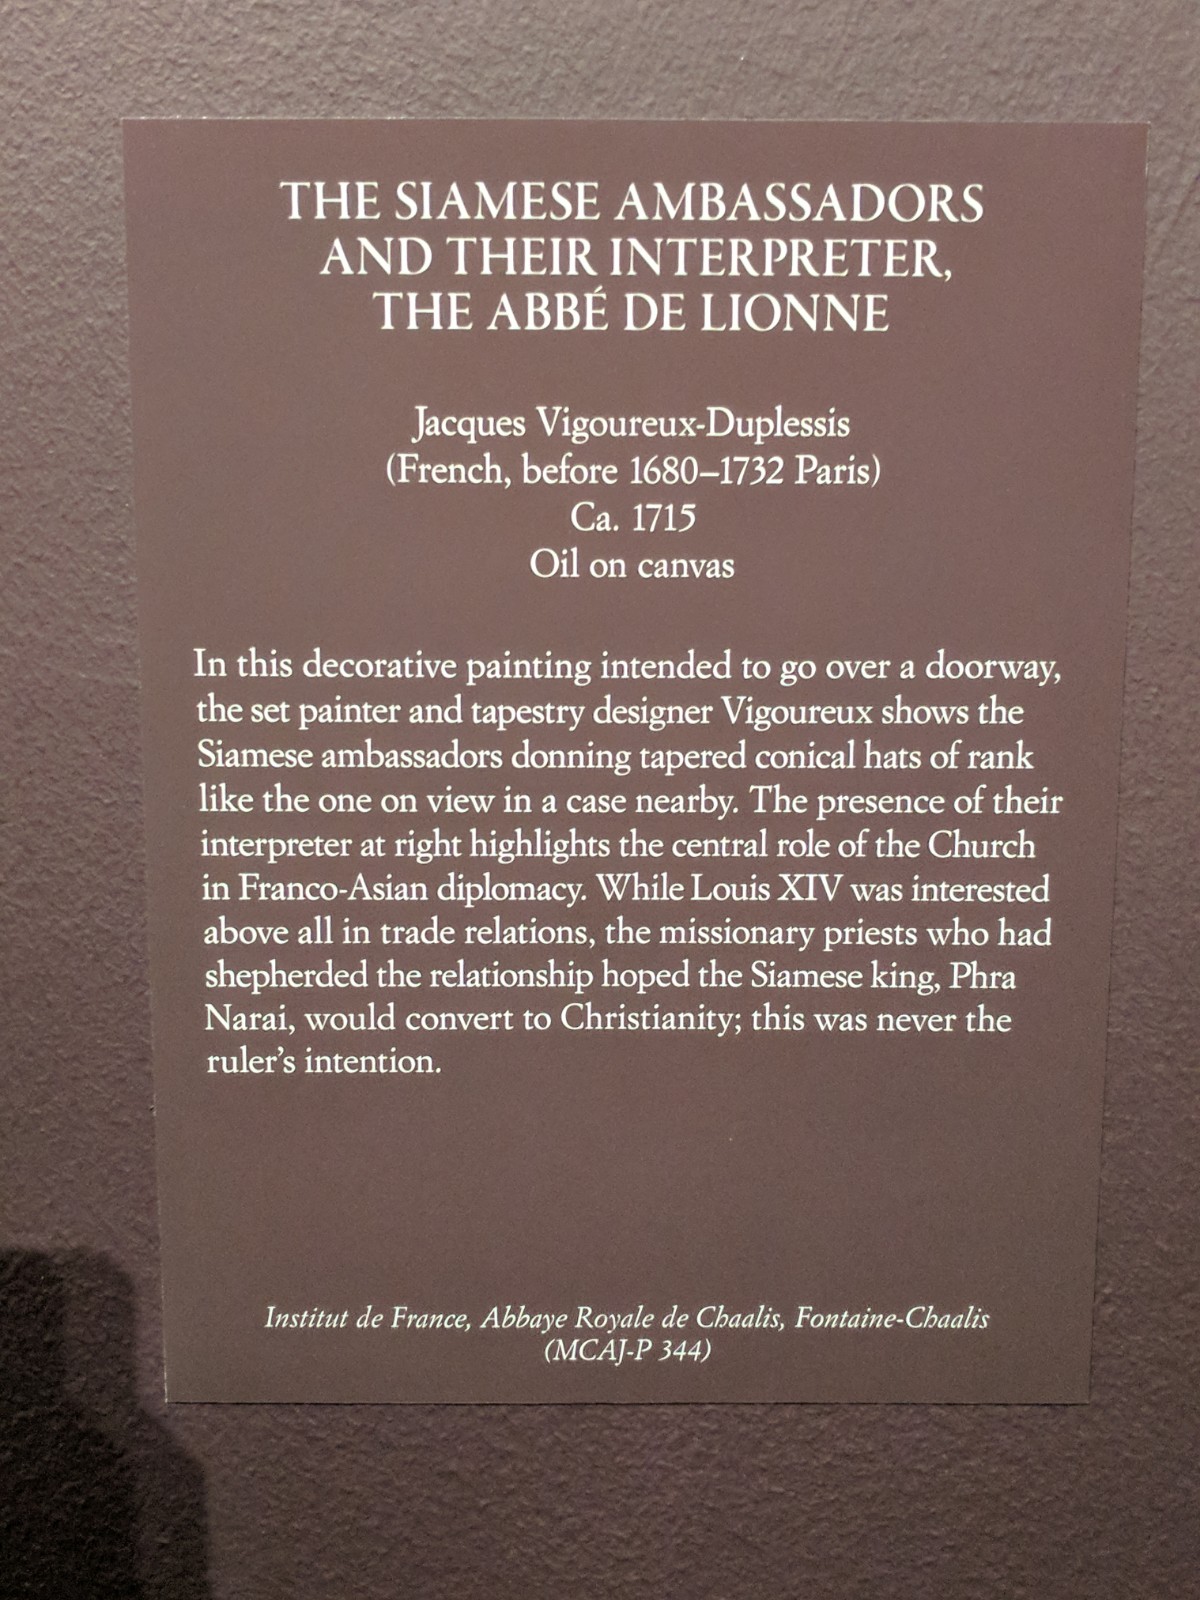 THE SIAMESE AMBASSADORS
AND THEIR INTERPRETER,
THE ABBÉ DE LIONNE
Jacques Vigoureux-Duplessis
(French, before 1680–1732 Paris)
Ca. 1715
Oil on canvas
In this decorative painting intended to go over a doorway,
the set painter and tapestry designer Vigoureux shows the
Siamese ambassadors donning tapered conical hats of rank
like the one on view in a case nearby. The presence of their
interpreter at right highlights the central role of the Church
in Franco-Asian diplomacy. While Louis XIV was interested
above all in trade relations, the missionary priests who had
shepherded the relationship hoped the Siamese king, Phra
Narai, would convert to Christianity; this was never the
ruler’s intention.
Institut de France, Abbaye Royale de Chaalis, Fontaine-Chaalis
(MCAJ-P 344)